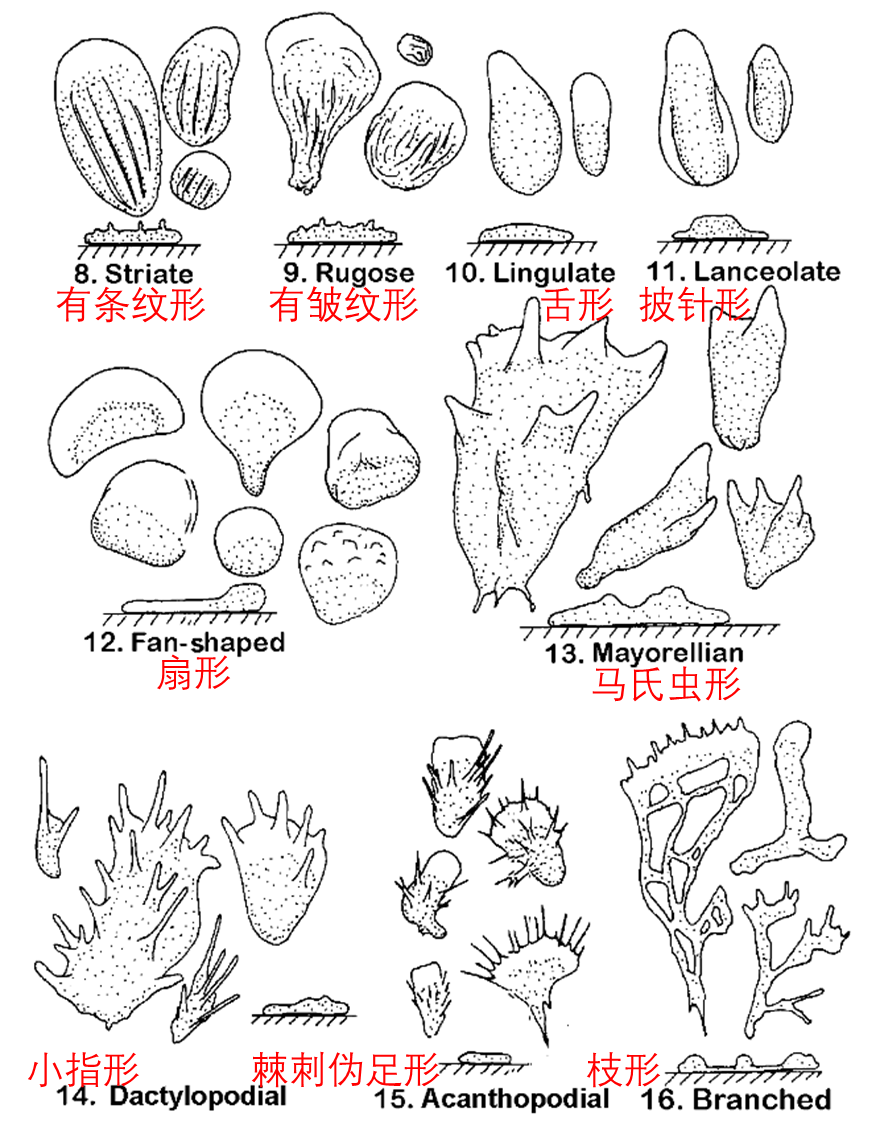 8. Striate
9. Rugose
10. Lingulate
11. Lanceolate
有条纹形
有皱纹形
舌形
披针形
12. Fan-shaped
扇形
13. Mayorellian
马氏虫形
小指形
棘刺伪足形
枝形
14. Dactylopodial
15. Acanthopodial
16. Branched